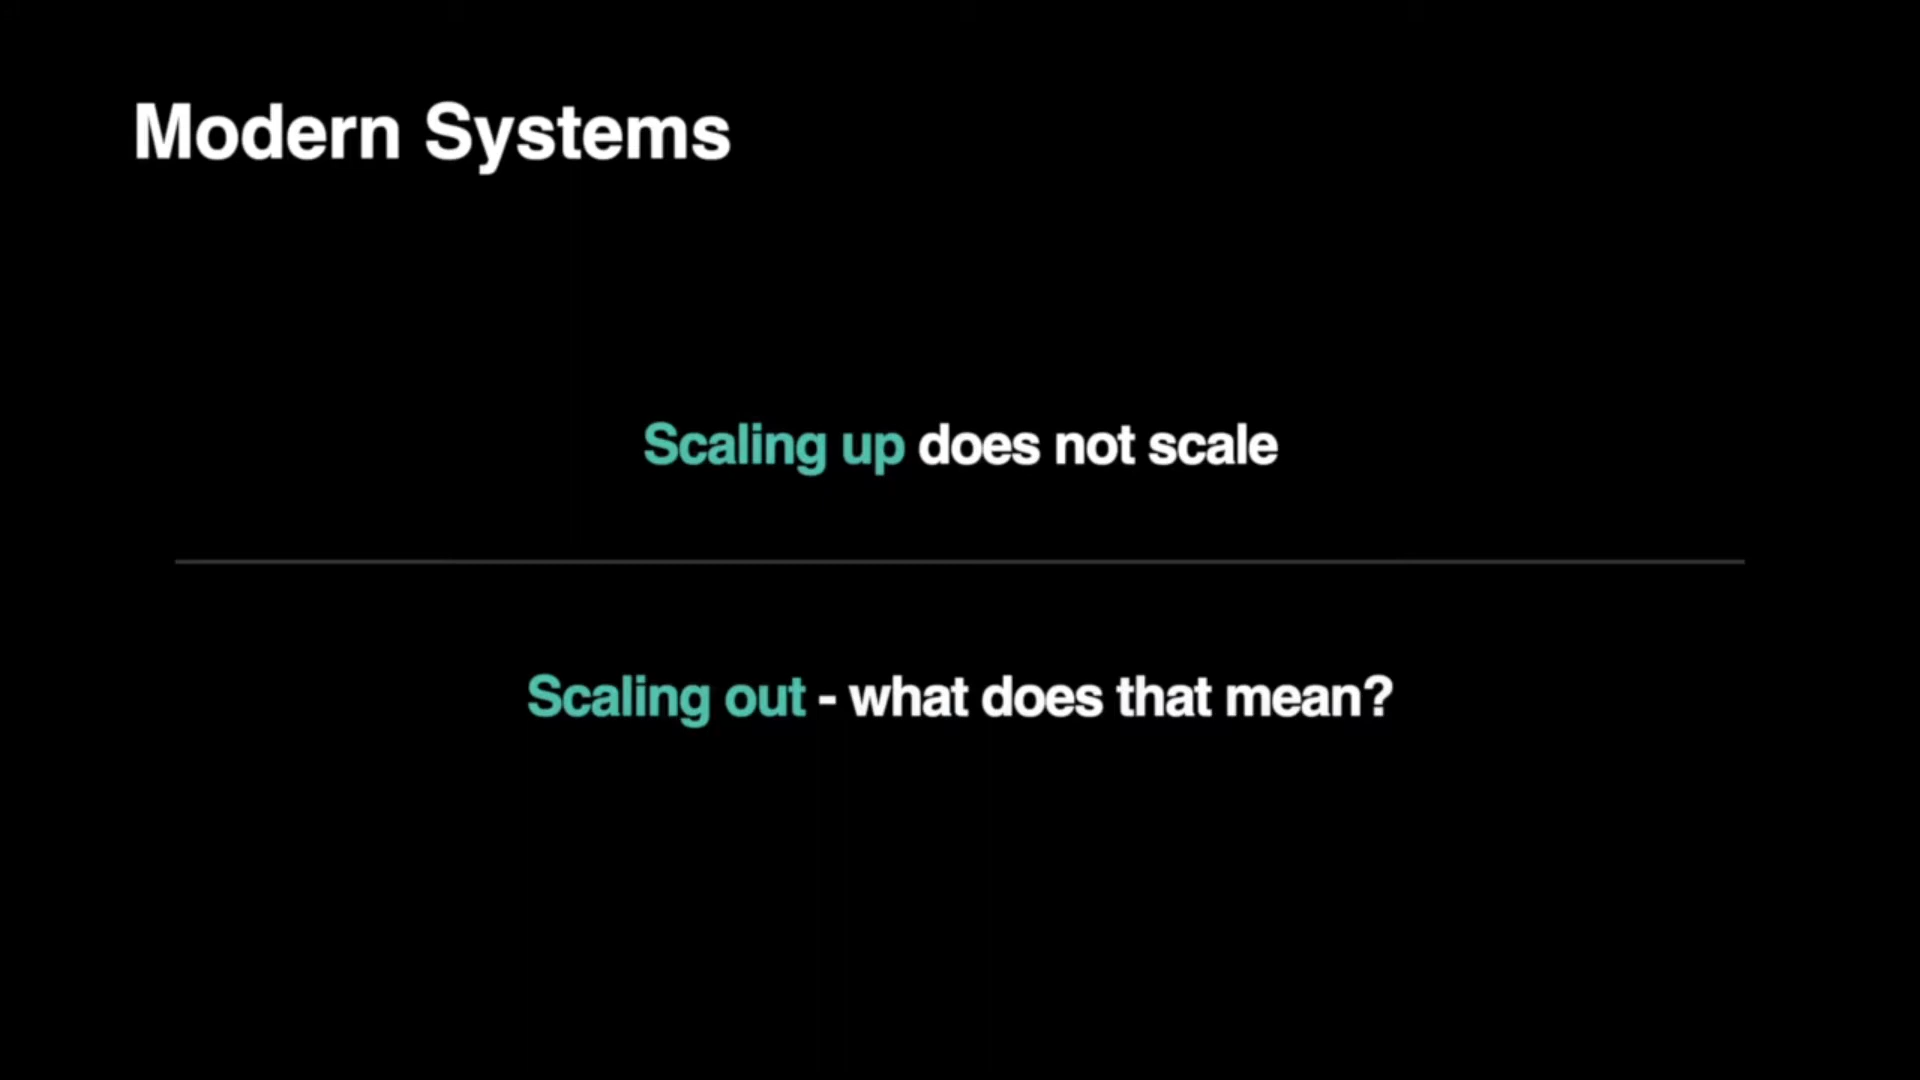 Modern Systems
Scaling up does not scale
Scaling out - what does that mean?